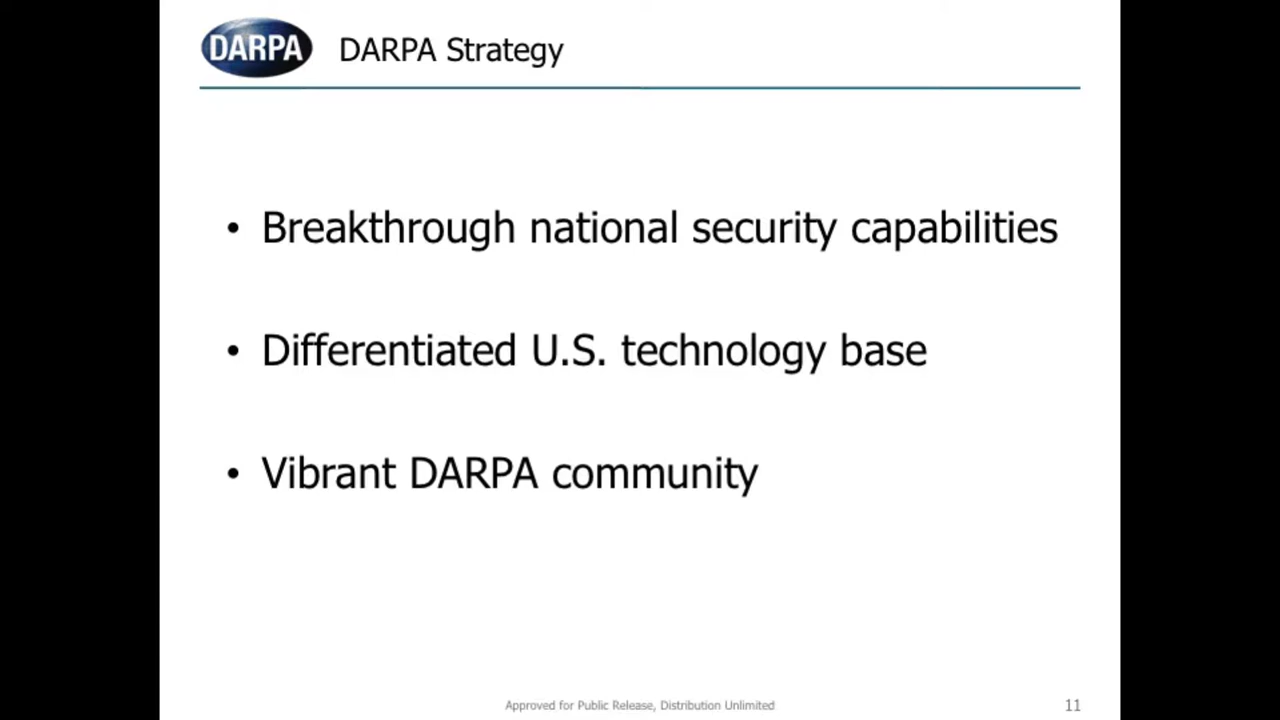 DARPA
DARPA Strategy
• Breakthrough national security capabilities
• Differentiated U.S. technology base
• Vibrant DARPA community
Approved for Public Release, Distribution Unlimited
11